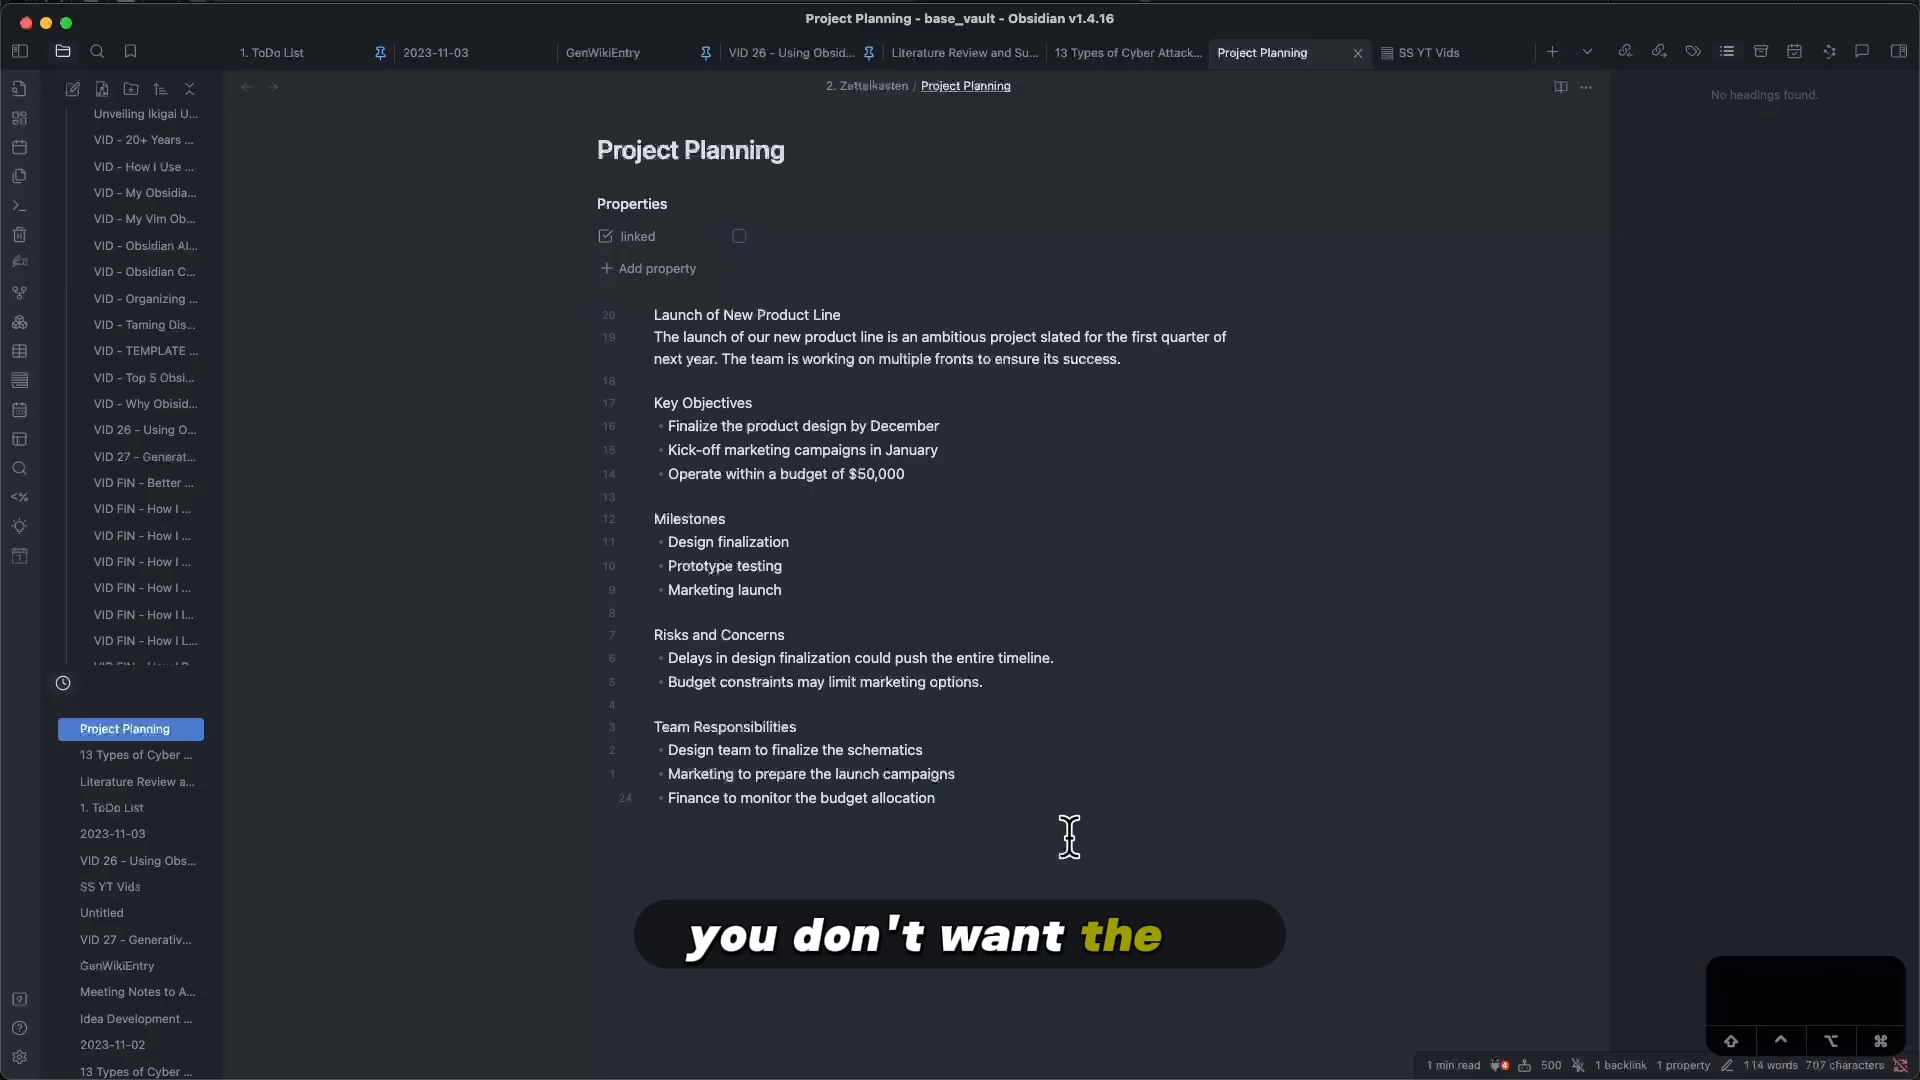 Project Planning - base_vault - Obsidian v1.4.16
1. ToDo List
2023-11-03
GenWikiEntry
VID 26 - Using Obsid...
Literature Review and Su...
13 Types of Cyber Attack...
Project Planning
SS YT Vids
2. Zettelkasten / Project Planning
No headings found.
Unveiling Ikigai U...
VID - 20+ Years ...
VID - How I Use ...
VID - My Obsidia...
VID - My Vim Ob...
VID - Obsidian AI...
VID - Obsidian C...
VID - Organizing ...
VID - Taming Dis...
VID - TEMPLATE ...
VID - Top 5 Obsi...
VID - Why Obisid...
VID 26 - Using O...
VID 27 - Generat...
VID FIN - Better ...
VID FIN - How I ...
VID FIN - How I ...
VID FIN - How I ...
VID FIN - How I ...
VID FIN - How I I...
VID FIN - How I L...
Project Planning
13 Types of Cyber ...
Literature Review a...
1. ToDo List
2023-11-03
VID 26 - Using Obs...
SS YT Vids
Untitled
VID 27 - Generativ...
GenWikiEntry
Meeting Notes to A...
Idea Development ...
2023-11-02
13 Types of Cyber ...
Project Planning
Properties
linked
Add property
20 Launch of New Product Line
19 The launch of our new product line is an ambitious project slated for the first quarter of
next year. The team is working on multiple fronts to ensure its success.
18
17 Key Objectives
16 Finalize the product design by December
15 Kick-off marketing campaigns in January
14 Operate within a budget of $50,000
13
12 Milestones
11 Design finalization
10 Prototype testing
9 Marketing launch
8
7 Risks and Concerns
6 Delays in design finalization could push the entire timeline.
5 Budget constraints may limit marketing options.
4
3 Team Responsibilities
2 Design team to finalize the schematics
1 Marketing to prepare the launch campaigns
24 Finance to monitor the budget allocation
you don't want the
1 min read
500
1 backlink
1 property
114 words 707 characters